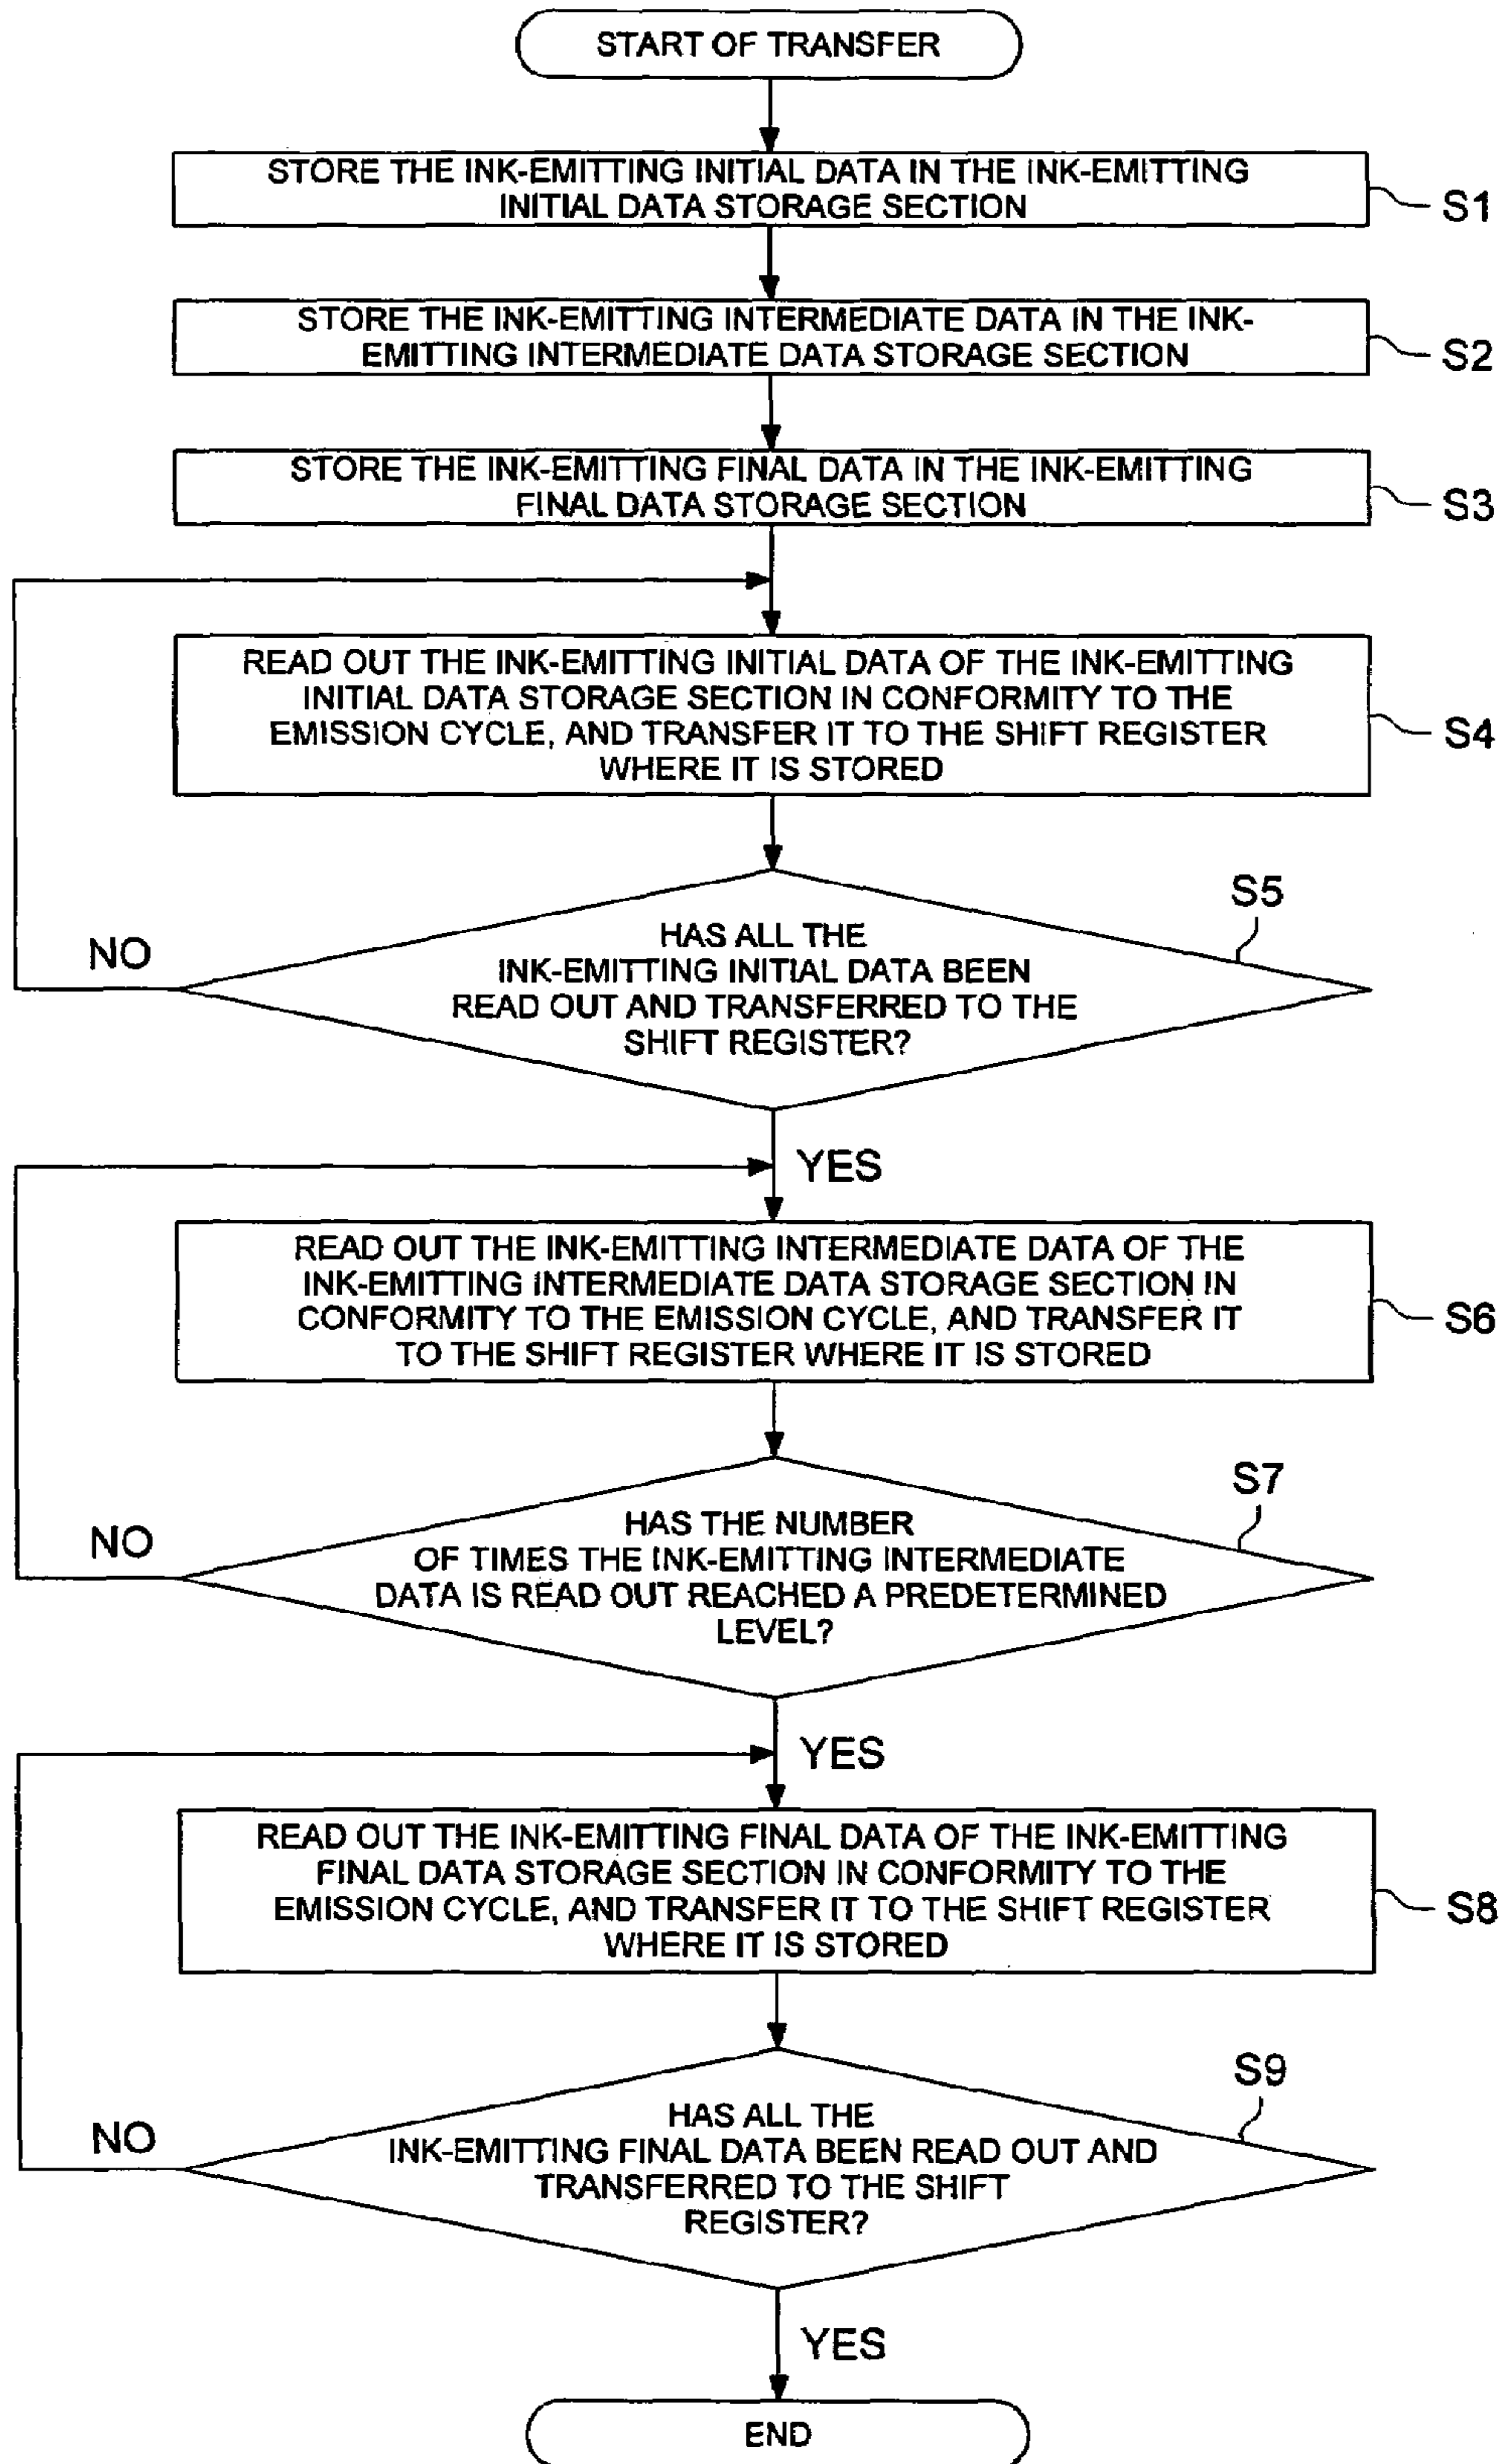 START OF TRANSFER
STORE THE INK-EMITTING INITIAL DATA IN THE INK-EMITTING
INITIAL DATA STORAGE SECTION
S1
STORE THE INK-EMITTING INTERMEDIATE DATA IN THE INK-
EMITTING INTERMEDIATE DATA STORAGE SECTION
S2
STORE THE INK-EMITTING FINAL DATA IN THE INK-EMITTING
FINAL DATA STORAGE SECTION
S3
READ OUT THE INK-EMITTING INITIAL DATA OF THE INK-EMITTING
INITIAL DATA STORAGE SECTION IN CONFORMITY TO THE
EMISSION CYCLE, AND TRANSFER IT TO THE SHIFT REGISTER
WHERE IT IS STORED
S4
S5
HAS ALL THE
INK-EMITTING INITIAL DATA BEEN
READ OUT AND TRANSFERRED TO THE
SHIFT REGISTER?
NO
YES
READ OUT THE INK-EMITTING INTERMEDIATE DATA OF THE
INK-EMITTING INTERMEDIATE DATA STORAGE SECTION IN
CONFORMITY TO THE EMISSION CYCLE, AND TRANSFER IT
TO THE SHIFT REGISTER WHERE IT IS STORED
S6
S7
HAS THE NUMBER
OF TIMES THE INK-EMITTING INTERMEDIATE
DATA IS READ OUT REACHED A PREDETERMINED
LEVEL?
NO
YES
READ OUT THE INK-EMITTING FINAL DATA OF THE INK-EMITTING
FINAL DATA STORAGE SECTION IN CONFORMITY TO THE
EMISSION CYCLE, AND TRANSFER IT TO THE SHIFT REGISTER
WHERE IT IS STORED
S8
S9
HAS ALL THE
INK-EMITTING FINAL DATA BEEN READ OUT AND
TRANSFERRED TO THE SHIFT
REGISTER?
NO
YES
END